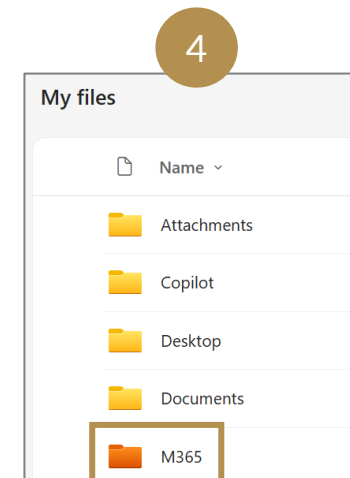 4
My files
Name
Attachments
Copilot
Desktop
Documents
M365